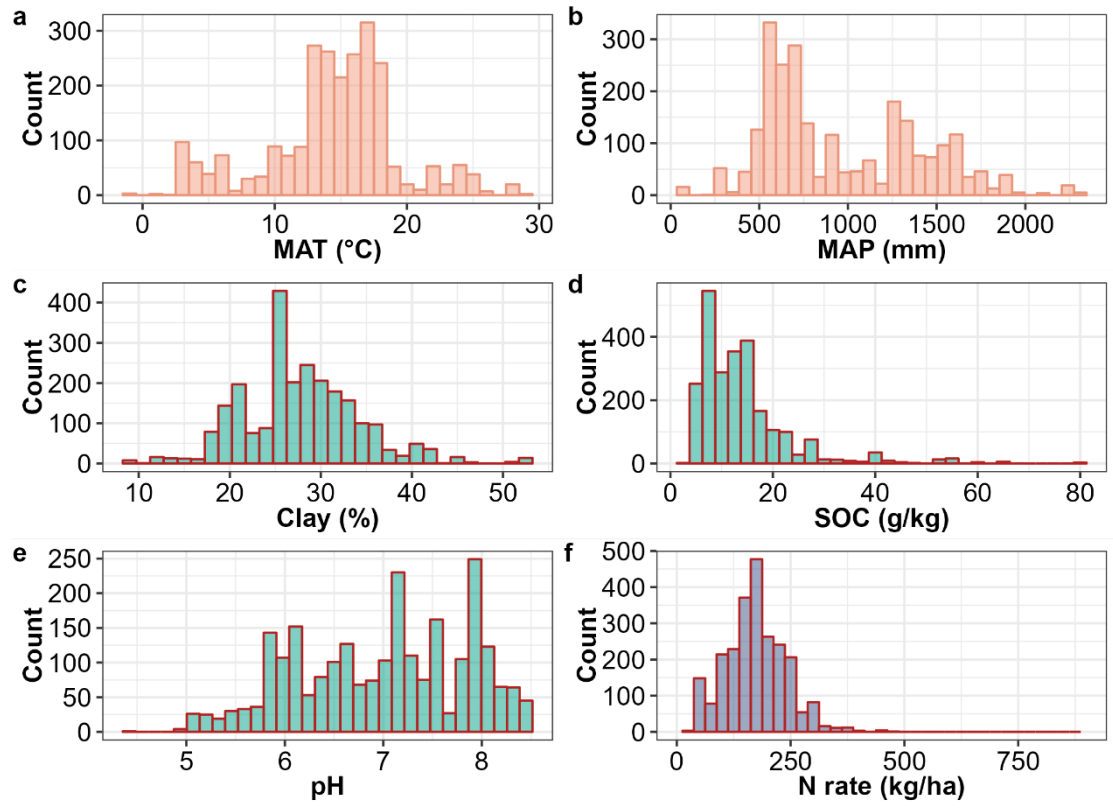 a
Count
300
200
100
0
0 10 20 30
MAT (°C)
b
Count
300
200
100
0
0 500 1000 1500 2000
MAP (mm)
c
Count
400
300
200
100
0
10 20 30 40 50
Clay (%)
d
Count
400
200
0
0 20 40 60 80
SOC (g/kg)
e
Count
250
200
150
100
50
0
5 6 7 8
pH
f
Count
500
400
300
200
100
0
0 250 500 750
N rate (kg/ha)